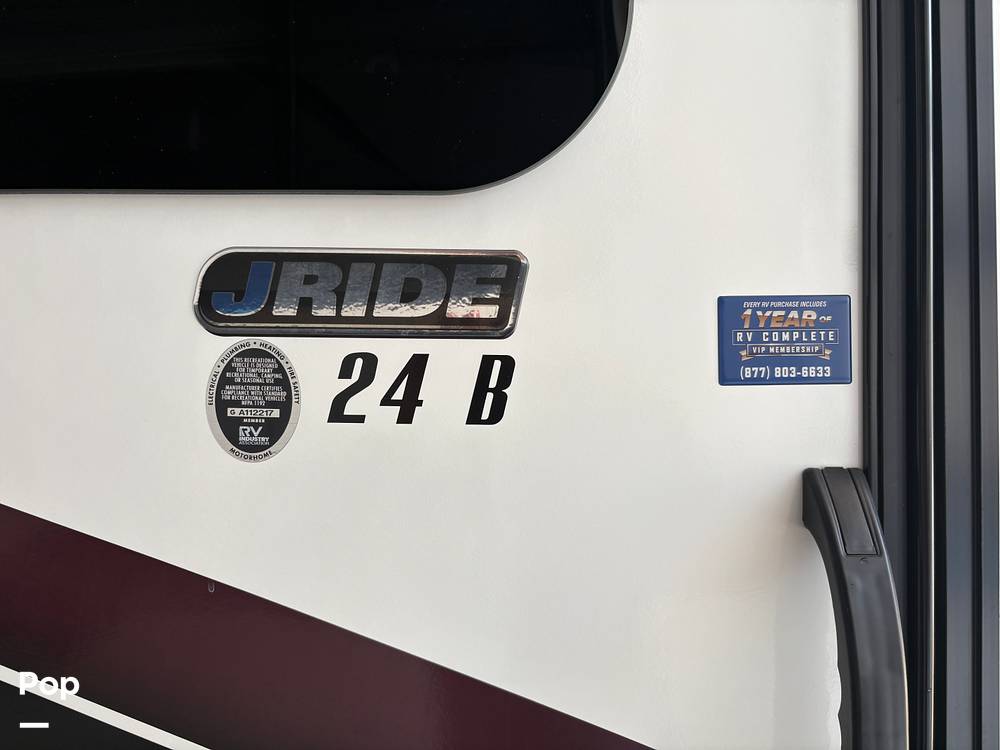 JRIDE
24 B
ELECTRICAL • PLUMBING • HEATING • FIRE SAFETY
THIS RECREATIONAL
VEHICLE IS DESIGNED
FOR TEMPORARY
RECREATIONAL, CAMPING,
OR SEASONAL USE
MANUFACTURER CERTIFIES
COMPLIANCE WITH STANDARD
FOR RECREATIONAL VEHICLES
NFPA 1192
G A112217
MEMBER
RV
INDUSTRY
ASSOCIATION
MOTORHOME
EVERY RV PURCHASE INCLUDES
1 YEAR OF
RV COMPLETE
VIP MEMBERSHIP
(877) 803-6633
Pop